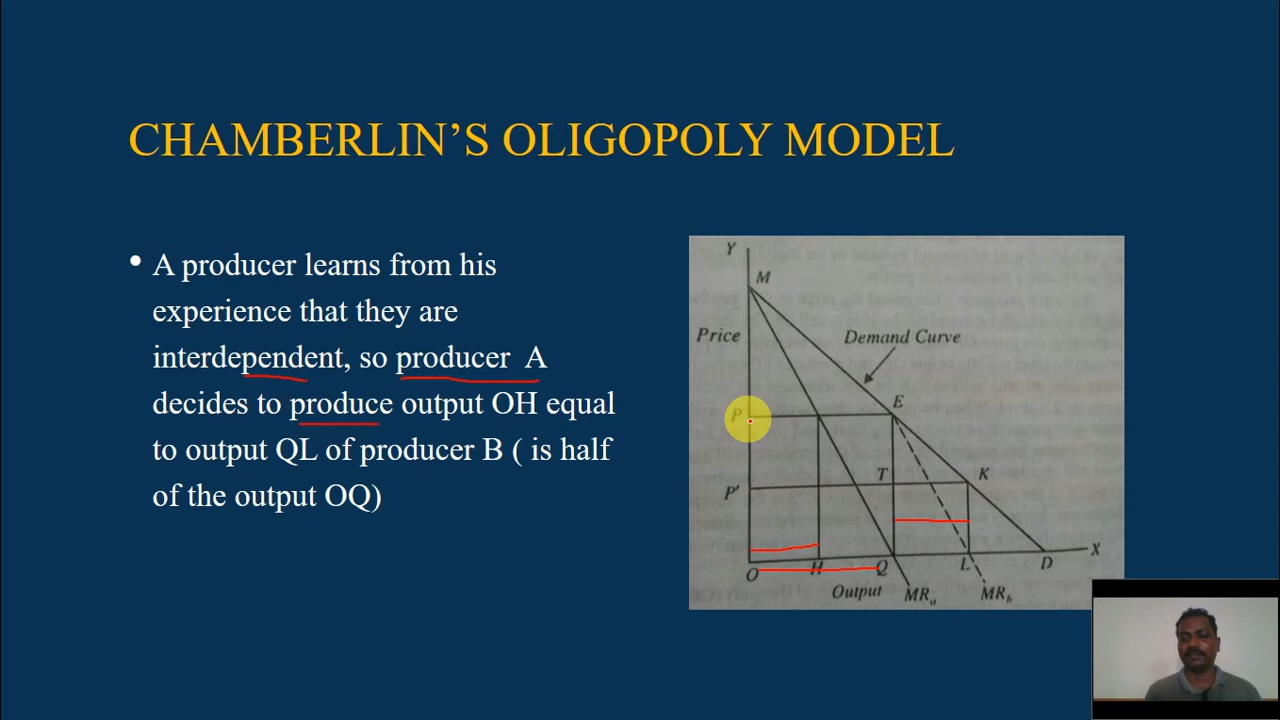 CHAMBERLIN’S OLIGOPOLY MODEL
• A producer learns from his
experience that they are
interdependent, so producer A
decides to produce output OH equal
to output QL of producer B ( is half
of the output OQ)
Y
M
Price
Demand Curve
P
E
T
K
P'
O
H
Q
L
D
X
Output
MRa
MRb